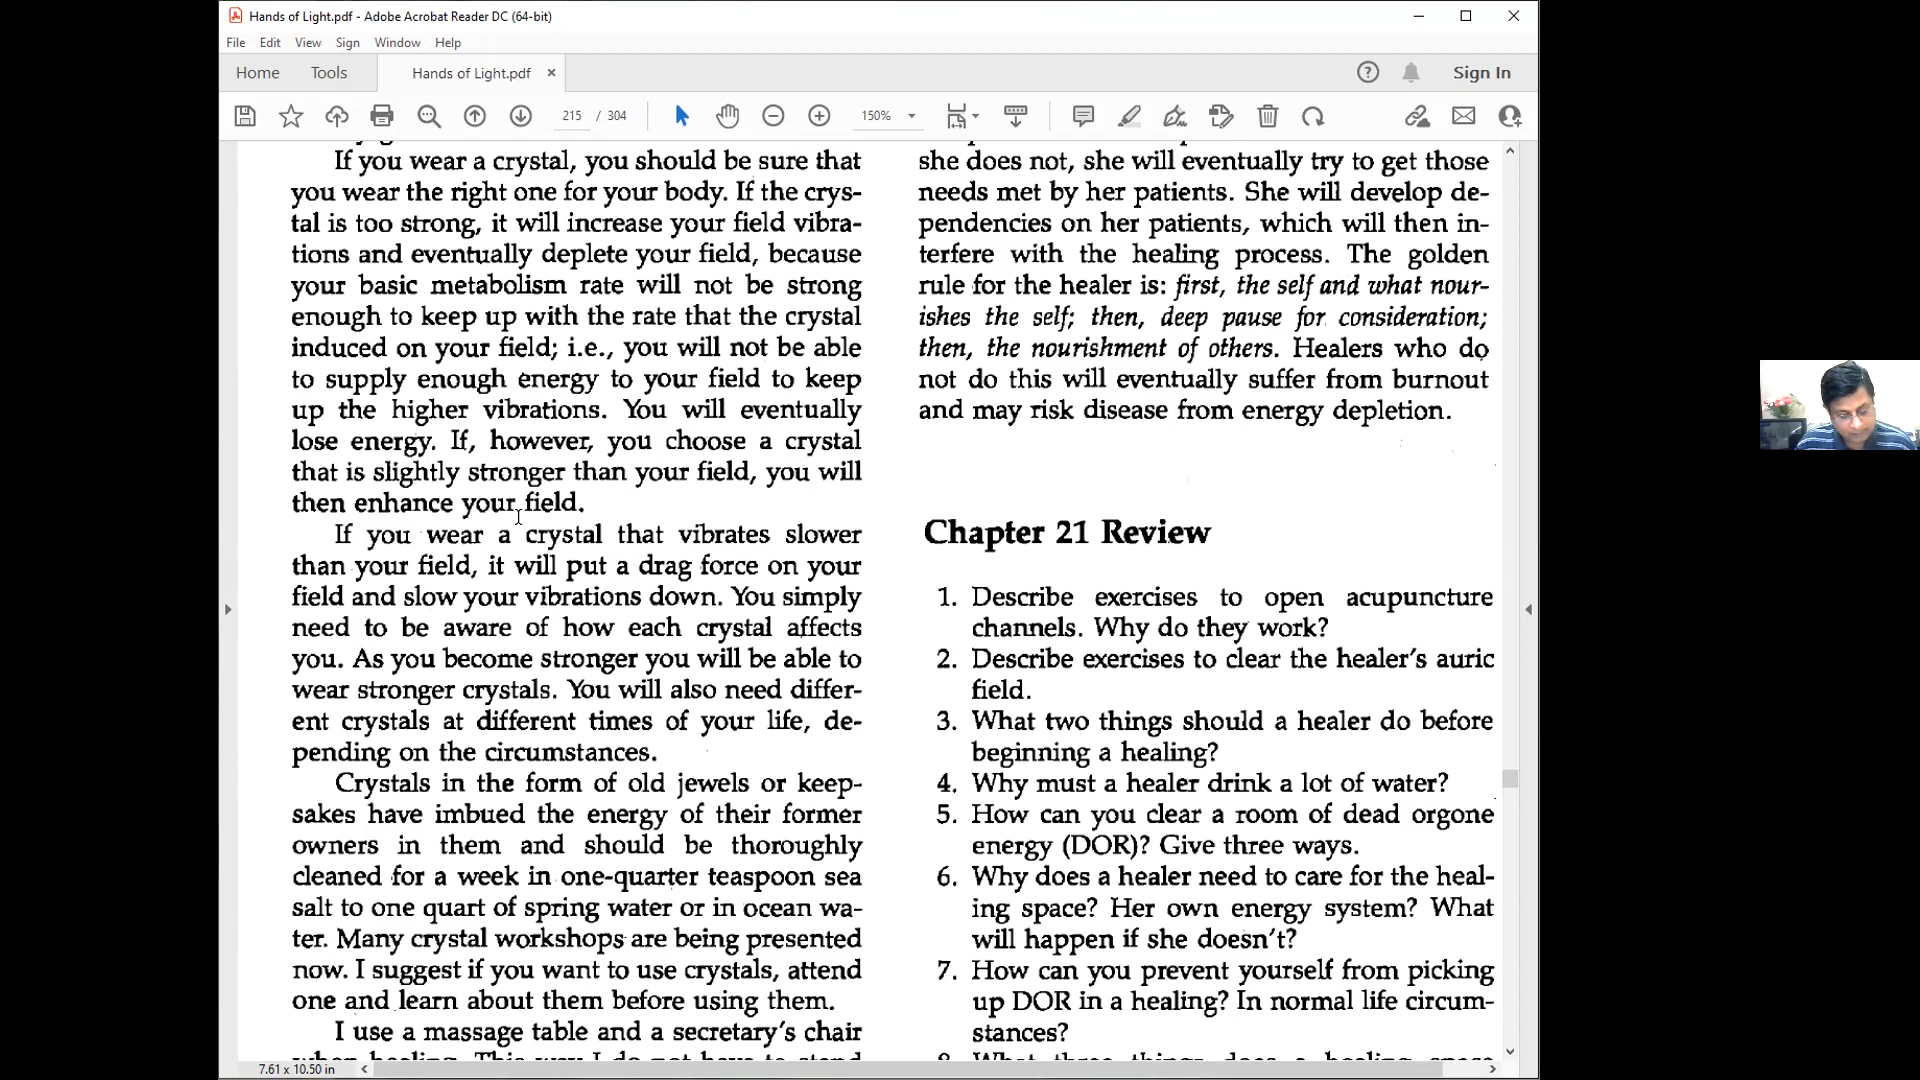 Hands of Light.pdf - Adobe Acrobat Reader DC (64-bit)
File Edit View Sign Window Help
Home Tools Hands of Light.pdf Sign In
215 / 304 150%
If you wear a crystal, you should be sure that
you wear the right one for your body. If the crys-
tal is too strong, it will increase your field vibra-
tions and eventually deplete your field, because
your basic metabolism rate will not be strong
enough to keep up with the rate that the crystal
induced on your field; i.e., you will not be able
to supply enough energy to your field to keep
up the higher vibrations. You will eventually
lose energy. If, however, you choose a crystal
that is slightly stronger than your field, you will
then enhance your field.
If you wear a crystal that vibrates slower
than your field, it will put a drag force on your
field and slow your vibrations down. You simply
need to be aware of how each crystal affects
you. As you become stronger you will be able to
wear stronger crystals. You will also need differ-
ent crystals at different times of your life, de-
pending on the circumstances.
Crystals in the form of old jewels or keep-
sakes have imbued the energy of their former
owners in them and should be thoroughly
cleaned for a week in one-quarter teaspoon sea
salt to one quart of spring water or in ocean wa-
ter. Many crystal workshops are being presented
now. I suggest if you want to use crystals, attend
one and learn about them before using them.
I use a massage table and a secretary's chair
when healing. This way I do not have to stand
she does not, she will eventually try to get those
needs met by her patients. She will develop de-
pendencies on her patients, which will then in-
terfere with the healing process. The golden
rule for the healer is: first, the self and what nour-
ishes the self; then, deep pause for consideration;
then, the nourishment of others. Healers who do
not do this will eventually suffer from burnout
and may risk disease from energy depletion.
Chapter 21 Review
1. Describe exercises to open acupuncture
channels. Why do they work?
2. Describe exercises to clear the healer's auric
field.
3. What two things should a healer do before
beginning a healing?
4. Why must a healer drink a lot of water?
5. How can you clear a room of dead orgone
energy (DOR)? Give three ways.
6. Why does a healer need to care for the heal-
ing space? Her own energy system? What
will happen if she doesn't?
7. How can you prevent yourself from picking
up DOR in a healing? In normal life circum-
stances?
8. What three things does a healing space
7.61 x 10.50 in